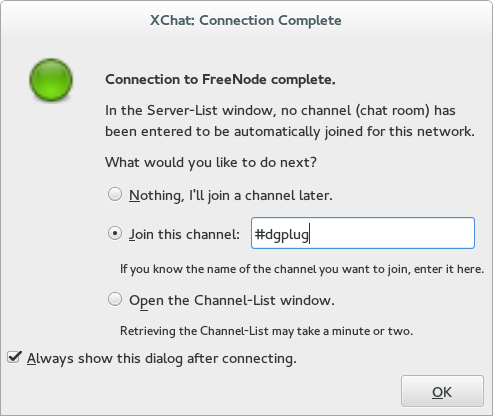 XChat: Connection Complete
Connection to FreeNode complete.
In the Server-List window, no channel (chat room) has
been entered to be automatically joined for this network.
What would you like to do next?
Nothing, I'll join a channel later.
Join this channel: #dgplug
If you know the name of the channel you want to join, enter it here.
Open the Channel-List window.
Retrieving the Channel-List may take a minute or two.
Always show this dialog after connecting.
OK